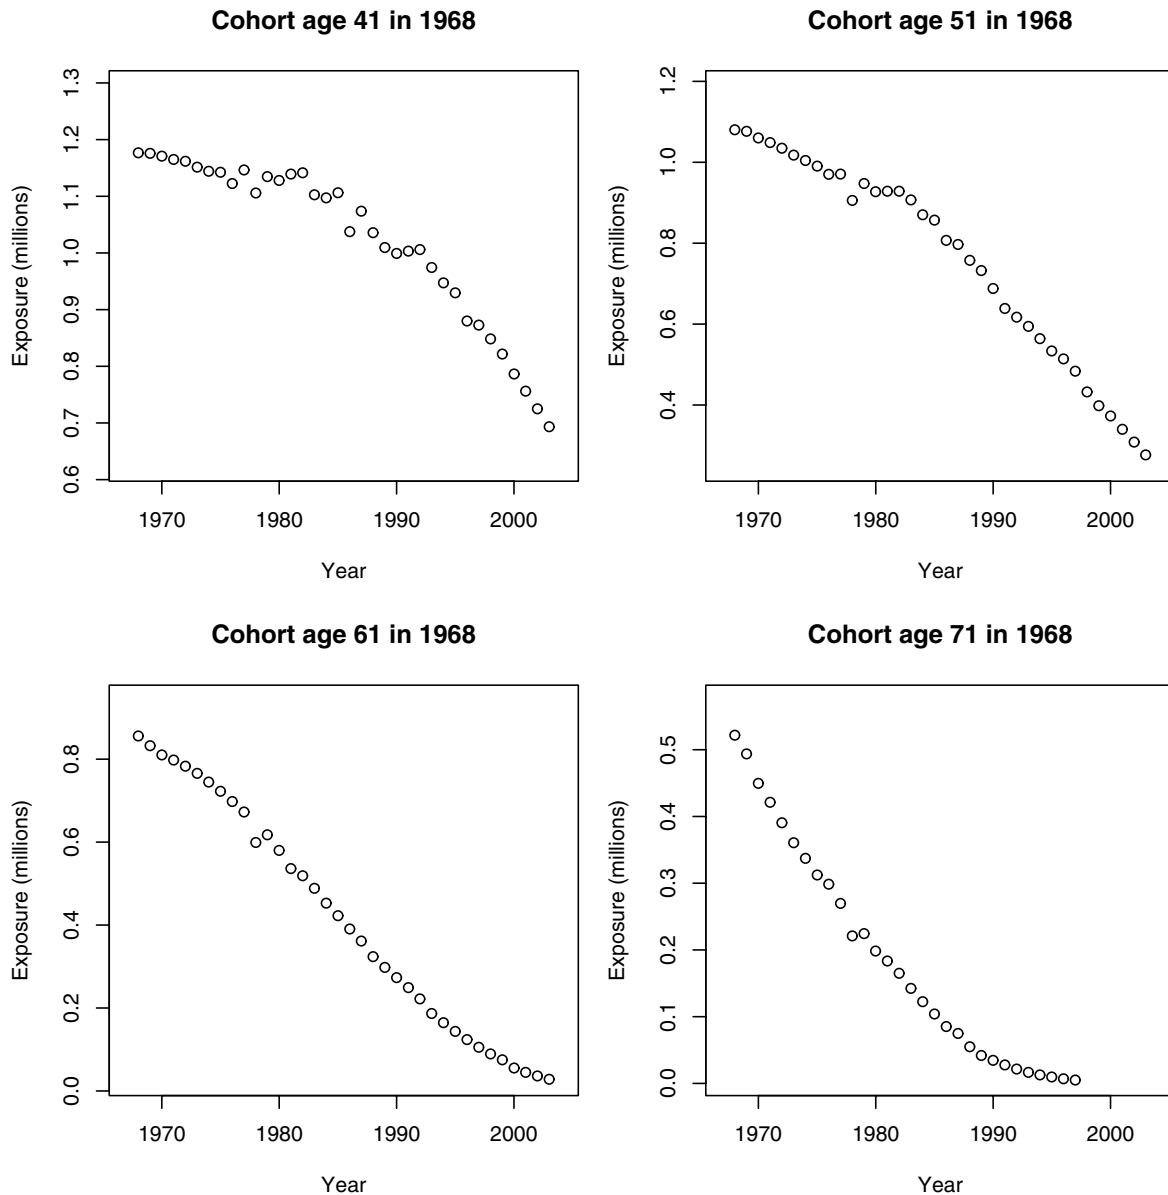 Cohort age 41 in 1968
Exposure (millions)
1.3
1.2
1.1
1.0
0.9
0.8
0.7
0.6
1970 1980 1990 2000
Year
Cohort age 51 in 1968
Exposure (millions)
1.2
1.0
0.8
0.6
0.4
1970 1980 1990 2000
Year
Cohort age 61 in 1968
Exposure (millions)
0.8
0.6
0.4
0.2
0.0
1970 1980 1990 2000
Year
Cohort age 71 in 1968
Exposure (millions)
0.5
0.4
0.3
0.2
0.1
0.0
1970 1980 1990 2000
Year